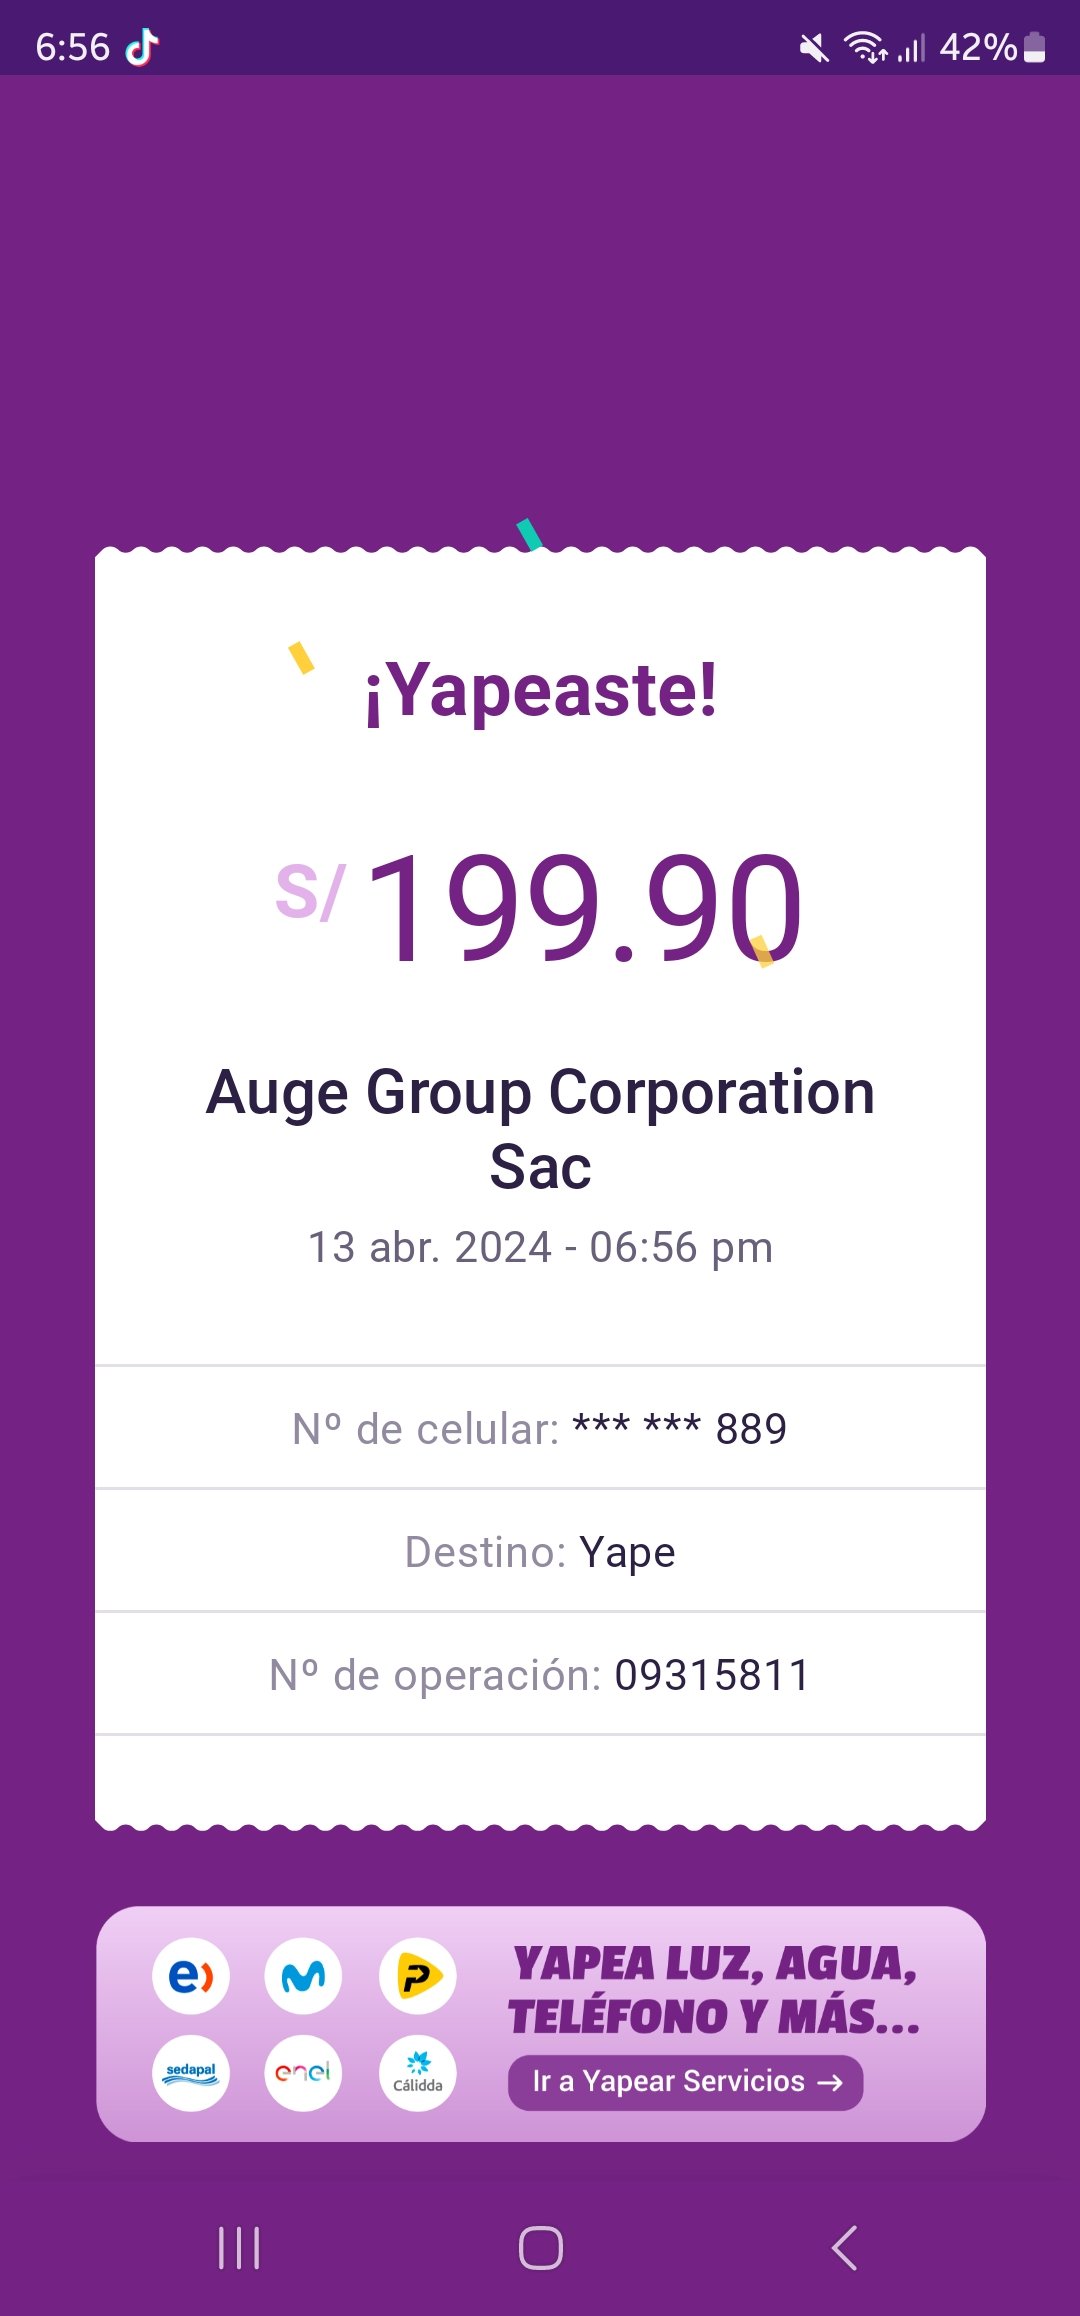 6:56 42%
¡Yapeaste!
S/ 199.90
Auge Group Corporation
Sac
13 abr. 2024 - 06:56 pm
Nº de celular: *** *** 889
Destino: Yape
Nº de operación: 09315811
e)
P
sedapal
enel
Cálidda
YAPEA LUZ, AGUA,
TELÉFONO Y MÁS...
Ir a Yapear Servicios →